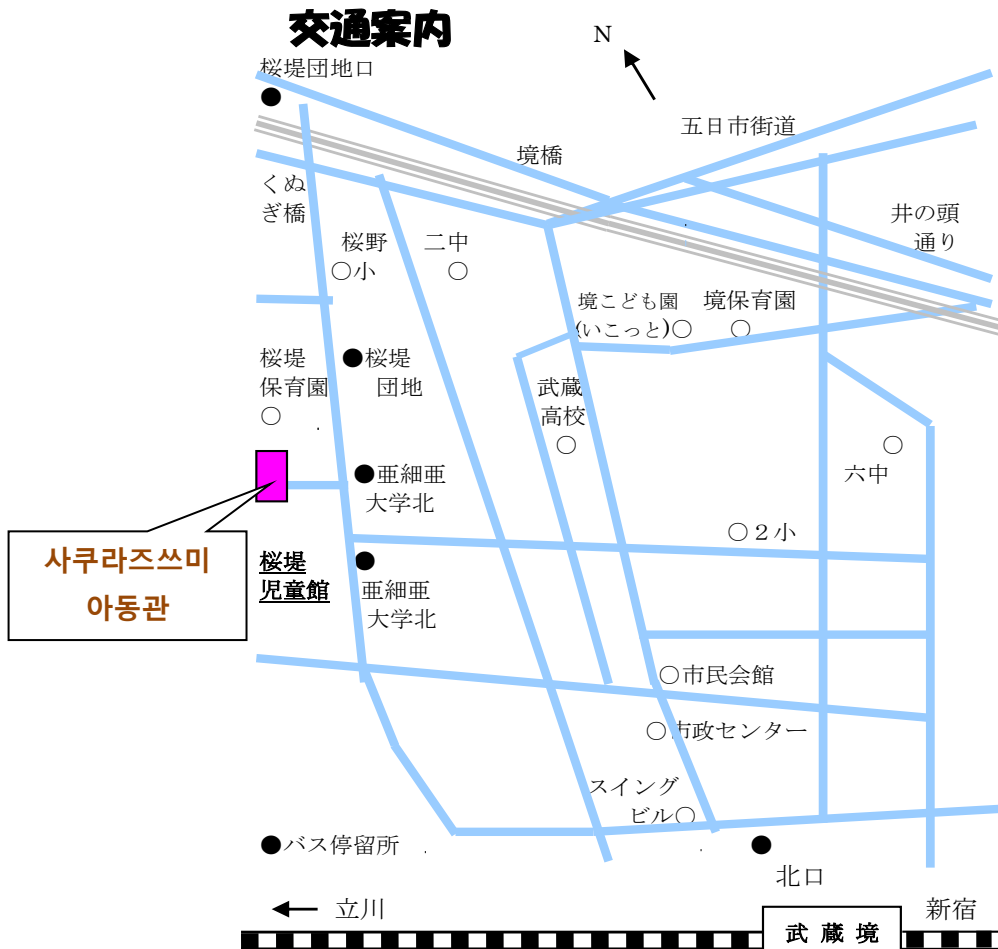 交通案内
N
桜堤団地口
五日市街道
境橋
くぬ
ぎ橋
井の頭
通り
桜野
○小
二中
○
境こども園
(いこっと)○
境保育園
○
桜堤
保育園
○
●桜堤
団地
武蔵
高校
○
○
六中
●亜細亜
大学北
○２小
사쿠라즈쓰미
아동관
桜堤
児童館
亜細亜
大学北
○市民会館
○市政センター
スイング
ビル○
●バス停留所
北口
立川
新宿
武蔵境